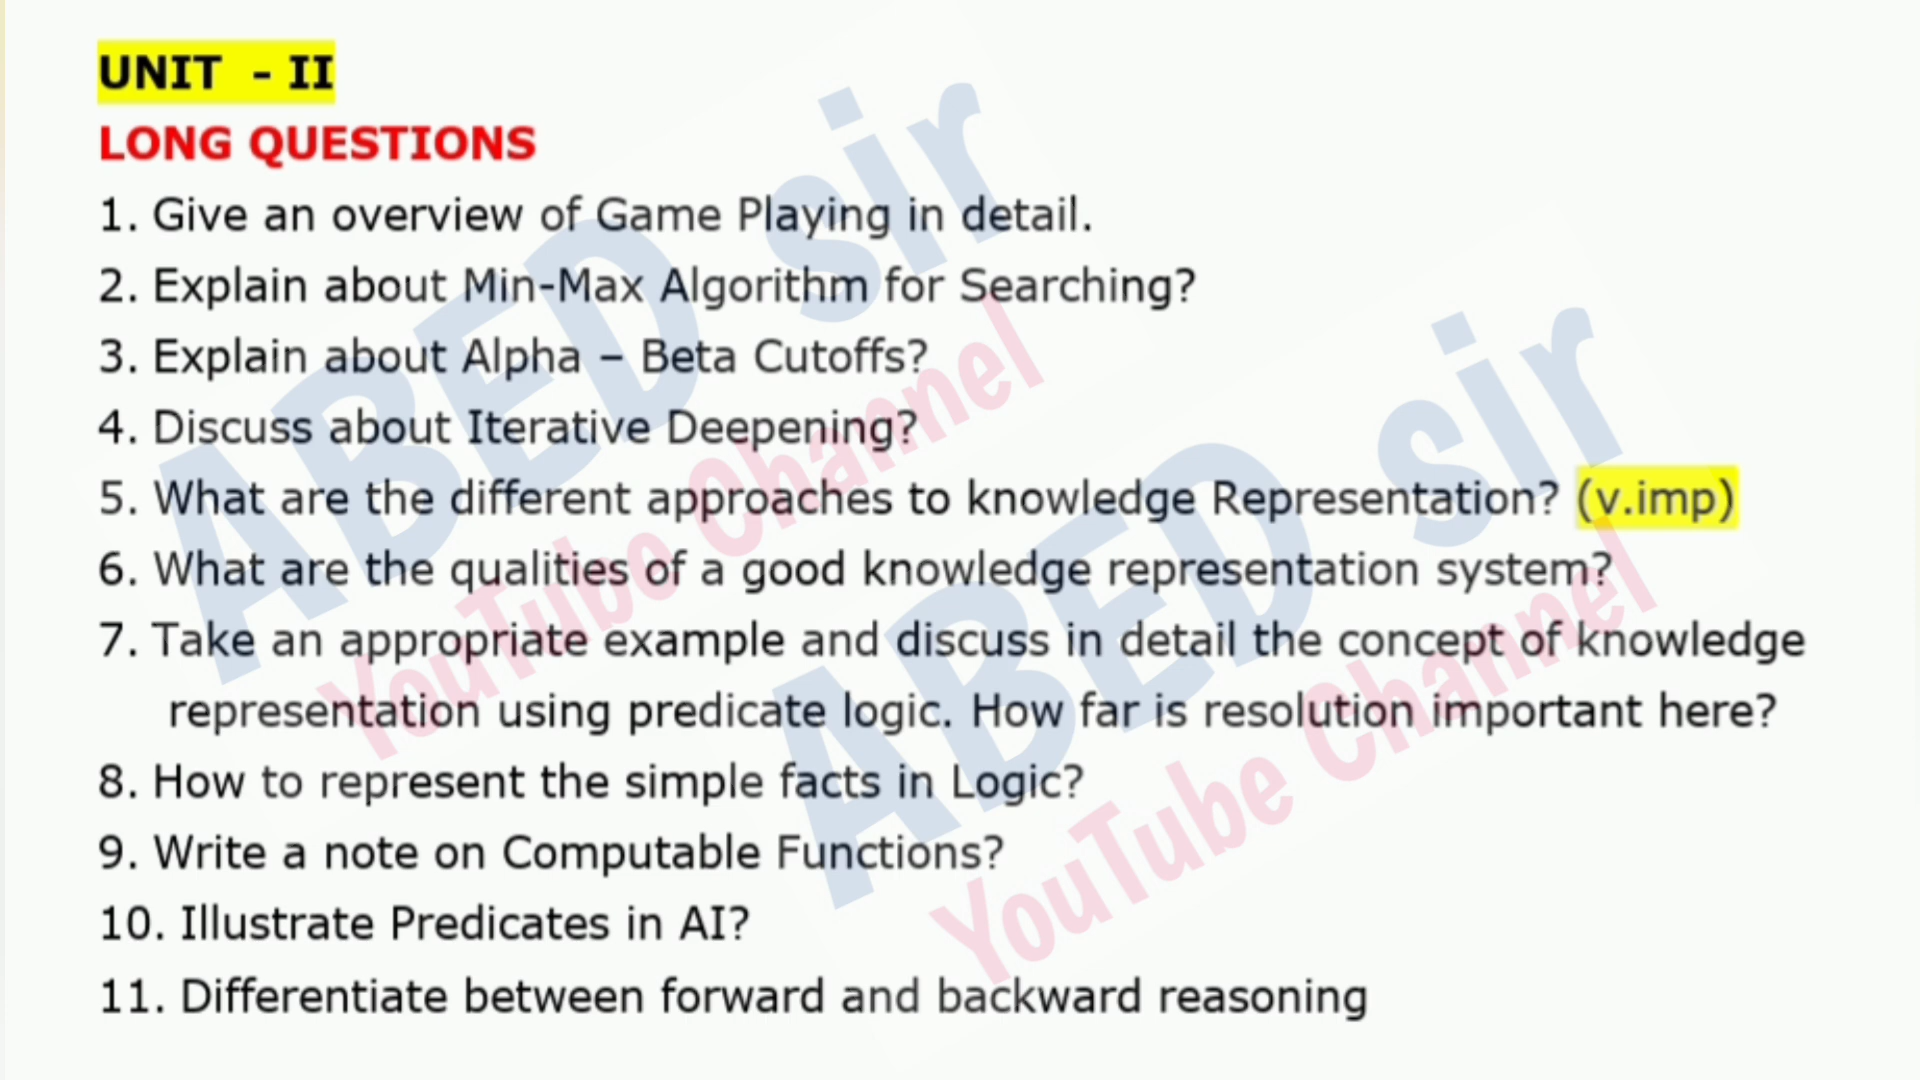 UNIT - II
LONG QUESTIONS
1. Give an overview of Game Playing in detail.
2. Explain about Min-Max Algorithm for Searching?
3. Explain about Alpha – Beta Cutoffs?
4. Discuss about Iterative Deepening?
5. What are the different approaches to knowledge Representation? (v.imp)
6. What are the qualities of a good knowledge representation system?
7. Take an appropriate example and discuss in detail the concept of knowledge
representation using predicate logic. How far is resolution important here?
8. How to represent the simple facts in Logic?
9. Write a note on Computable Functions?
10. Illustrate Predicates in AI?
11. Differentiate between forward and backward reasoning
ABED sir
YouTube Channel
ABED sir
YouTube Channel